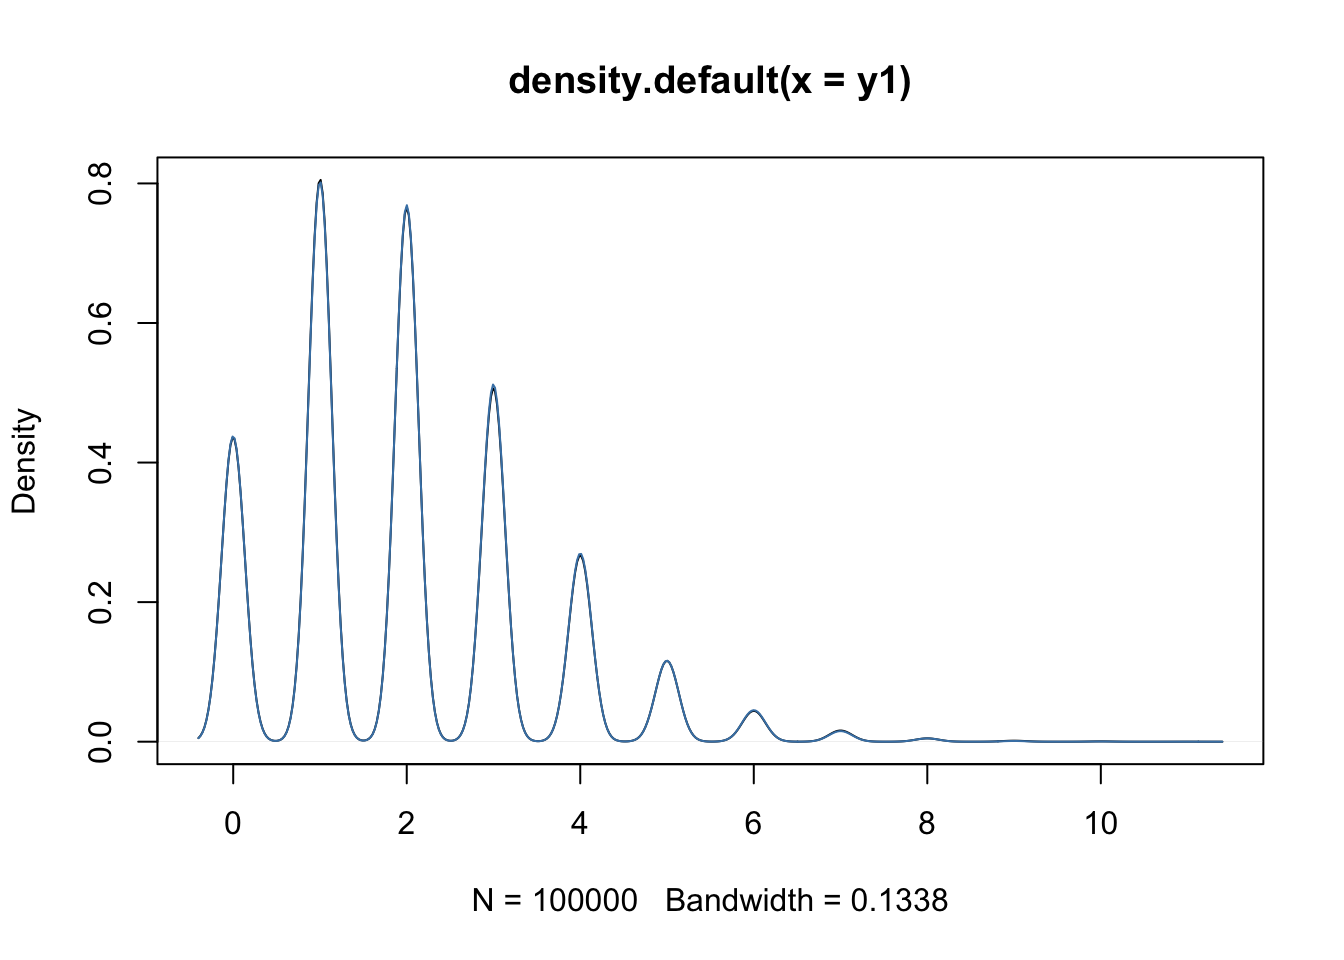 density.default(x = y1)
Density
0.8
0.6
0.4
0.2
0.0
0 2 4 6 8 10
N = 100000 Bandwidth = 0.1338